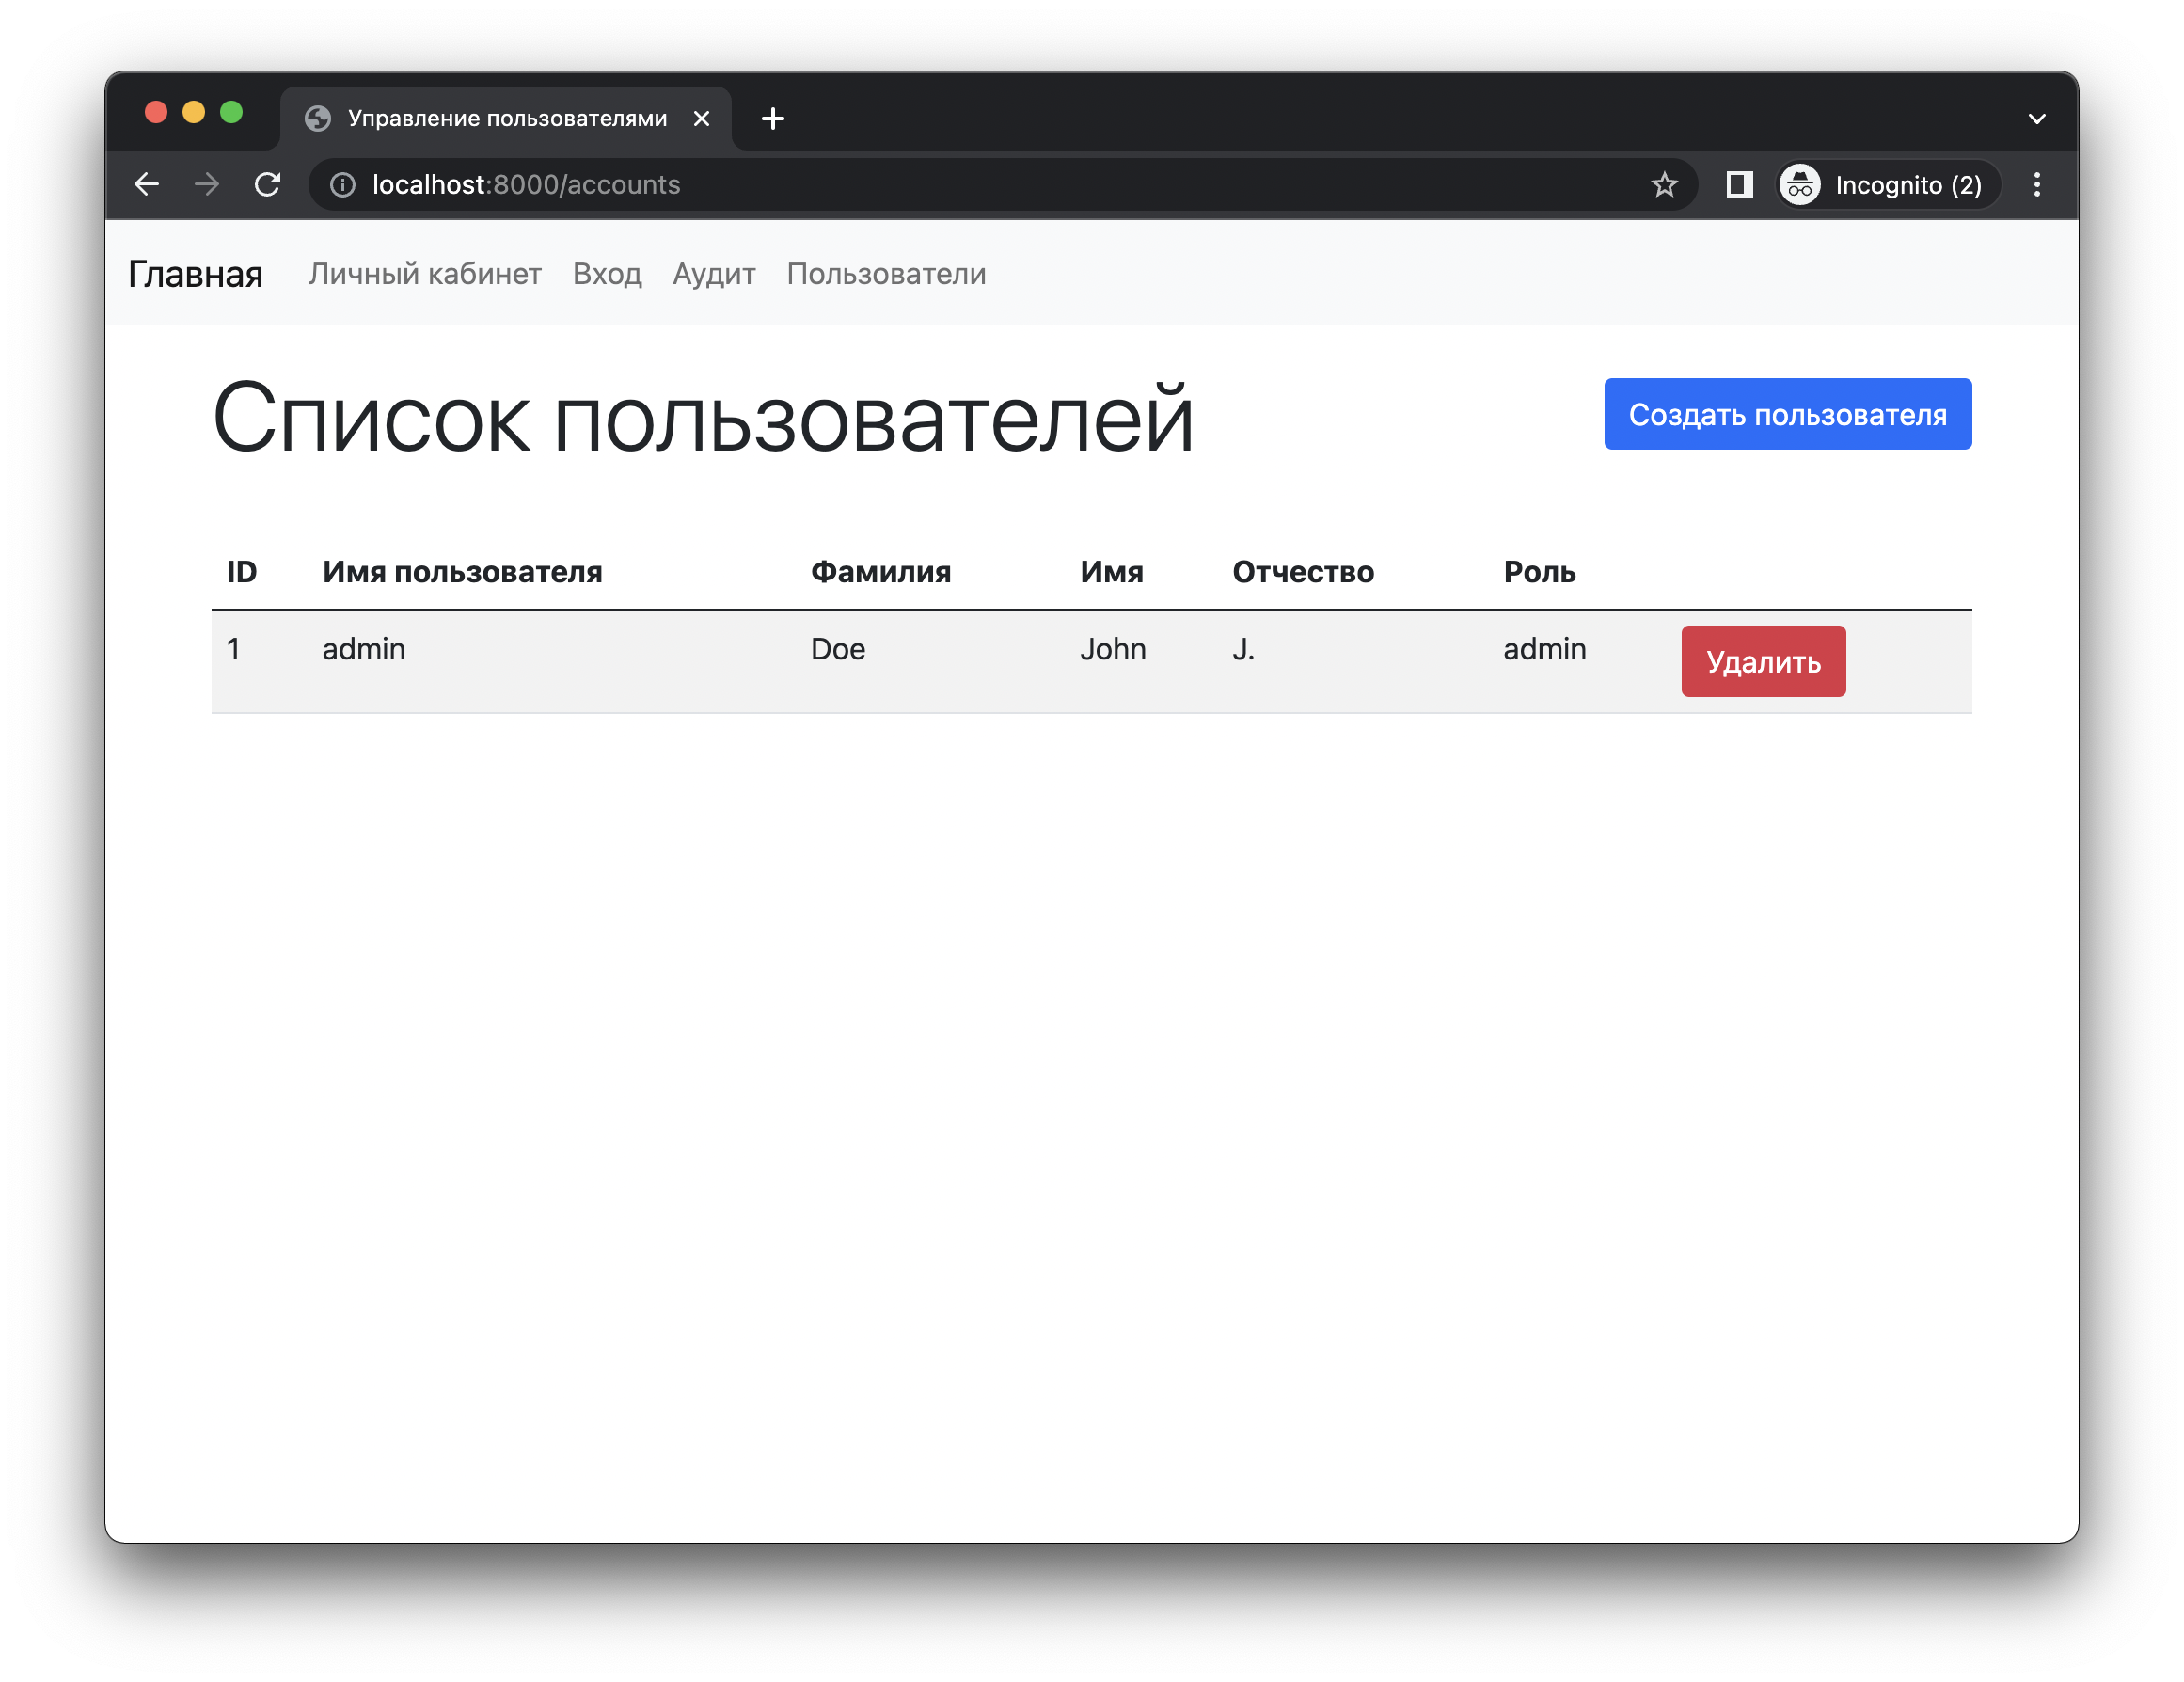 Управление пользователями
localhost:8000/accounts
Incognito (2)
Главная Личный кабинет Вход Аудит Пользователи
Список пользователей
Создать пользователя
ID Имя пользователя Фамилия Имя Отчество Роль
1 admin Doe John J. admin Удалить